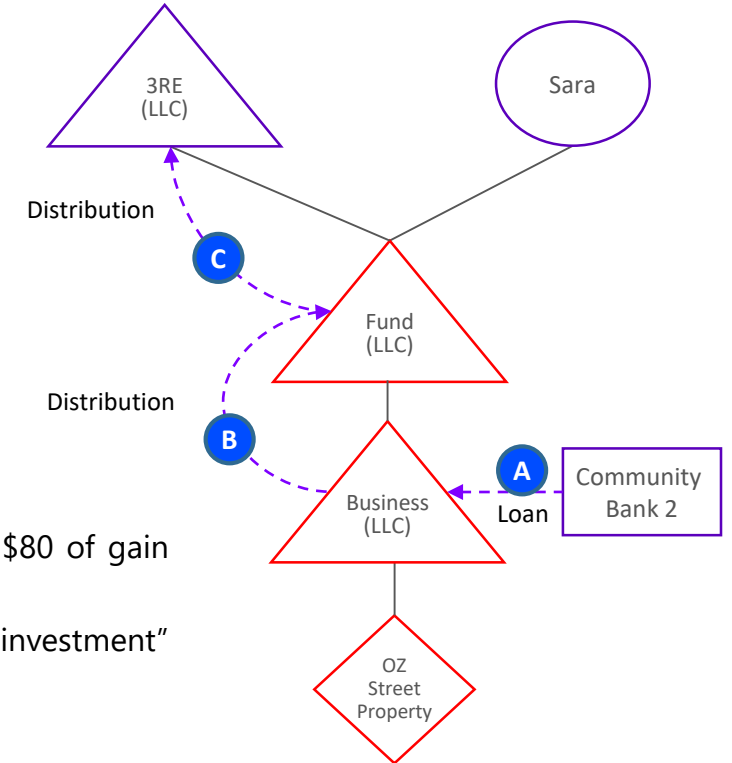 3RE
(LLC)
Sara
Distribution
C
Fund
(LLC)
Distribution
B
A
Community
Bank 2
Loan
Business
(LLC)
$80 of gain
investment”
OZ
Street
Property